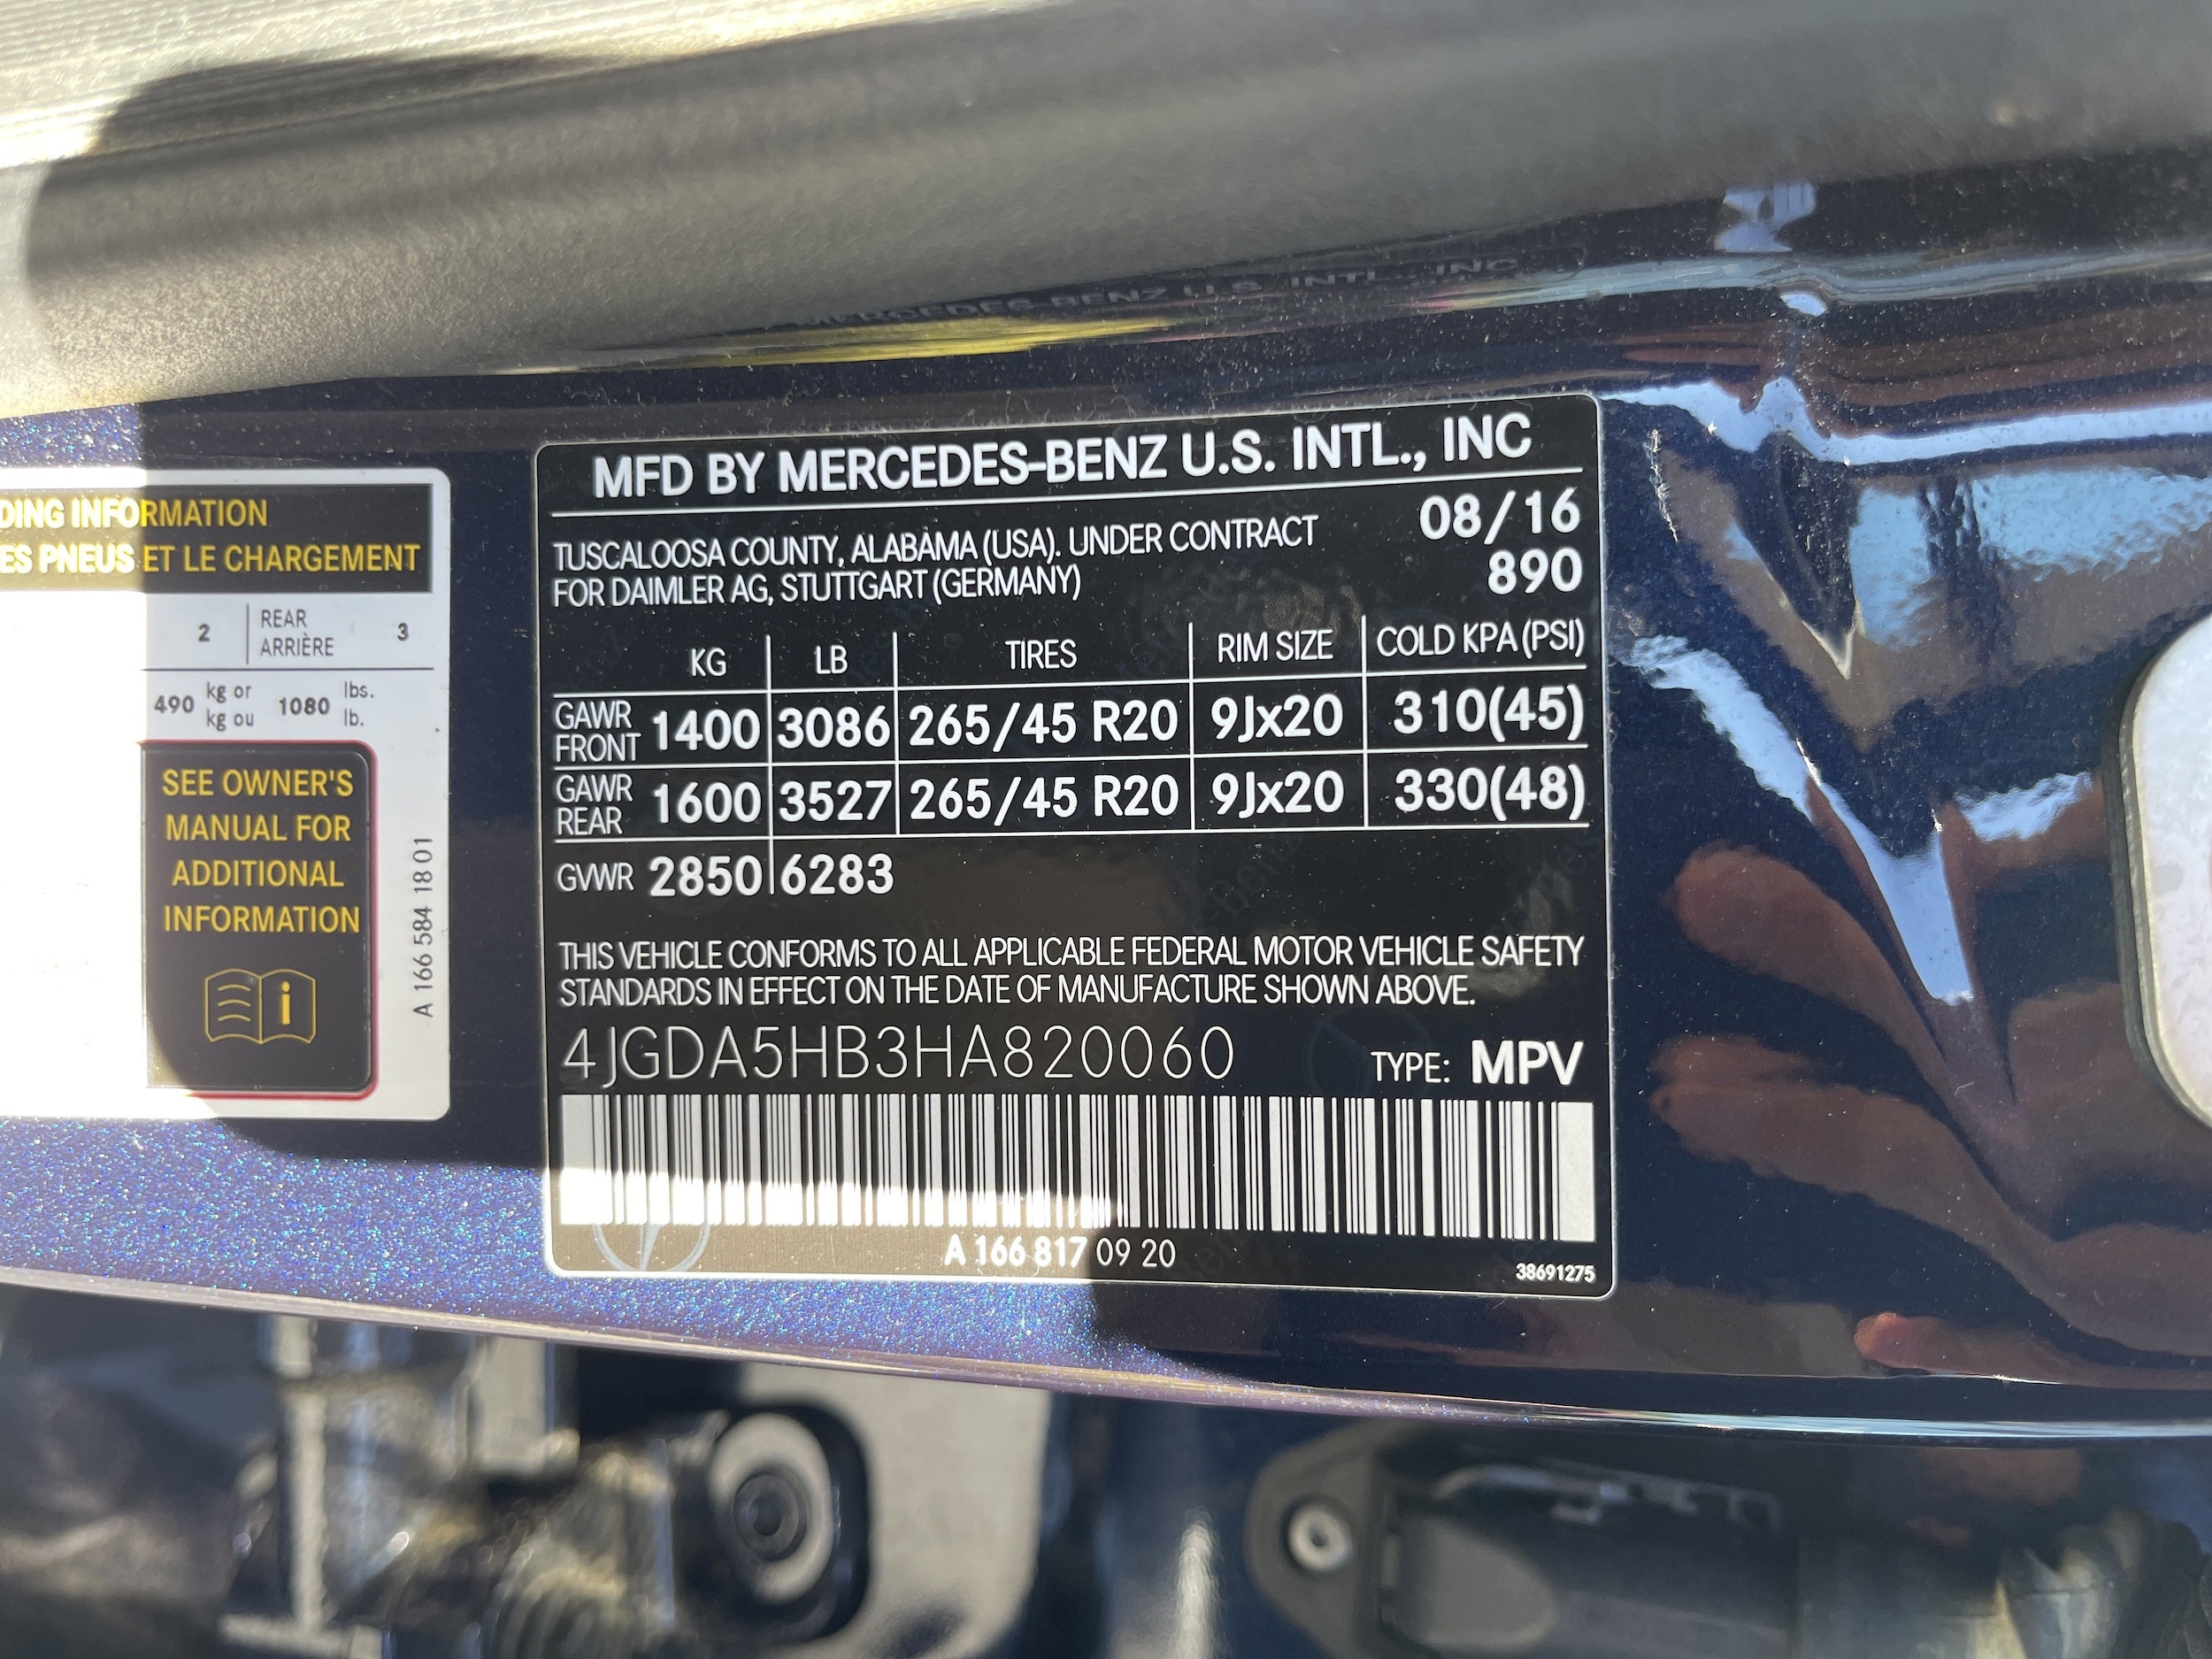 DING INFORMATION
ES PNEUS ET LE CHARGEMENT
2 REAR 3
ARRIÈRE
490 kg or 1080 lbs.
kg ou lb.
SEE OWNER'S
MANUAL FOR
ADDITIONAL
INFORMATION
i
A 166 584 18 01
MERCEDES-BENZ U.S. INTL., INC
MFD BY MERCEDES-BENZ U.S. INTL., INC
TUSCALOOSA COUNTY, ALABAMA (USA). UNDER CONTRACT 08/16
FOR DAIMLER AG, STUTTGART (GERMANY) 890
KG LB TIRES RIM SIZE COLD KPA (PSI)
GAWR FRONT 1400 3086 265/45 R20 9Jx20 310(45)
GAWR REAR 1600 3527 265/45 R20 9Jx20 330(48)
GVWR 2850 6283
THIS VEHICLE CONFORMS TO ALL APPLICABLE FEDERAL MOTOR VEHICLE SAFETY
STANDARDS IN EFFECT ON THE DATE OF MANUFACTURE SHOWN ABOVE.
4JGDA5HB3HA820060 TYPE: MPV
A 166 817 09 20
38691275